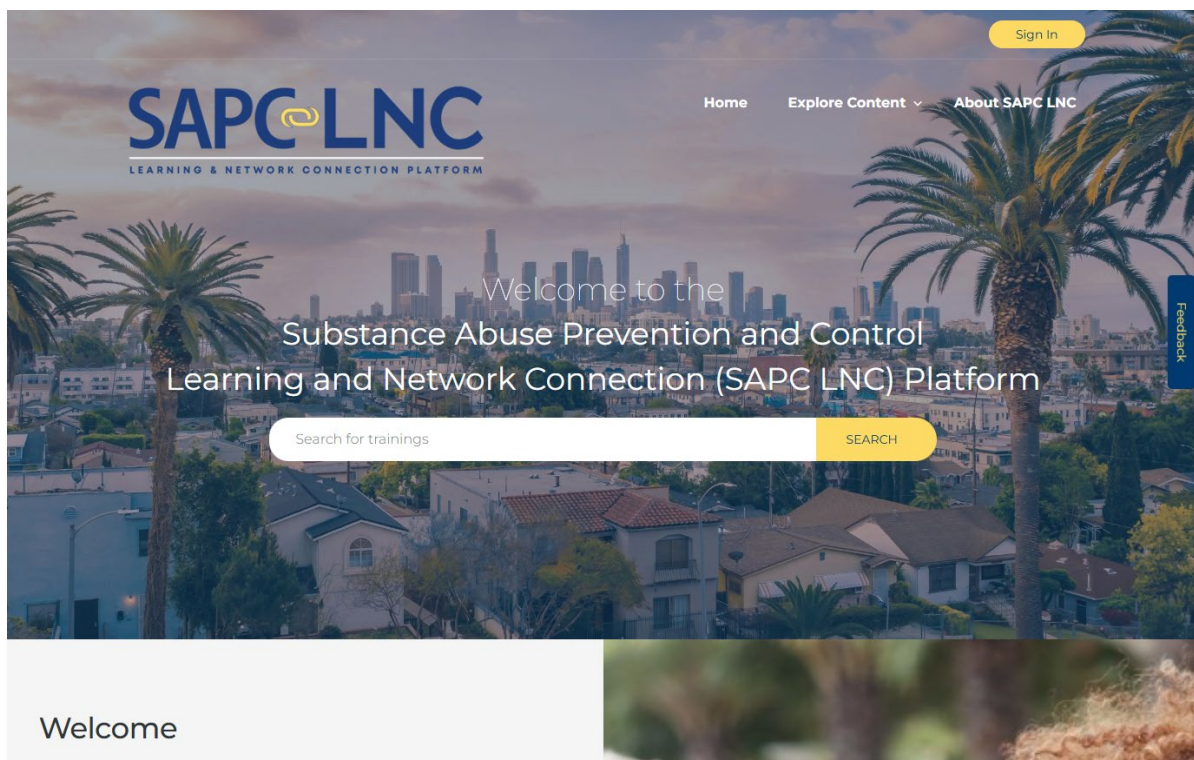 Sign In
SAPC LNC
LEARNING & NETWORK CONNECTION PLATFORM
Home
Explore Content
About SAPC LNC
Welcome to the
Substance Abuse Prevention and Control
Learning and Network Connection (SAPC LNC) Platform
Search for trainings
SEARCH
Feedback
Welcome